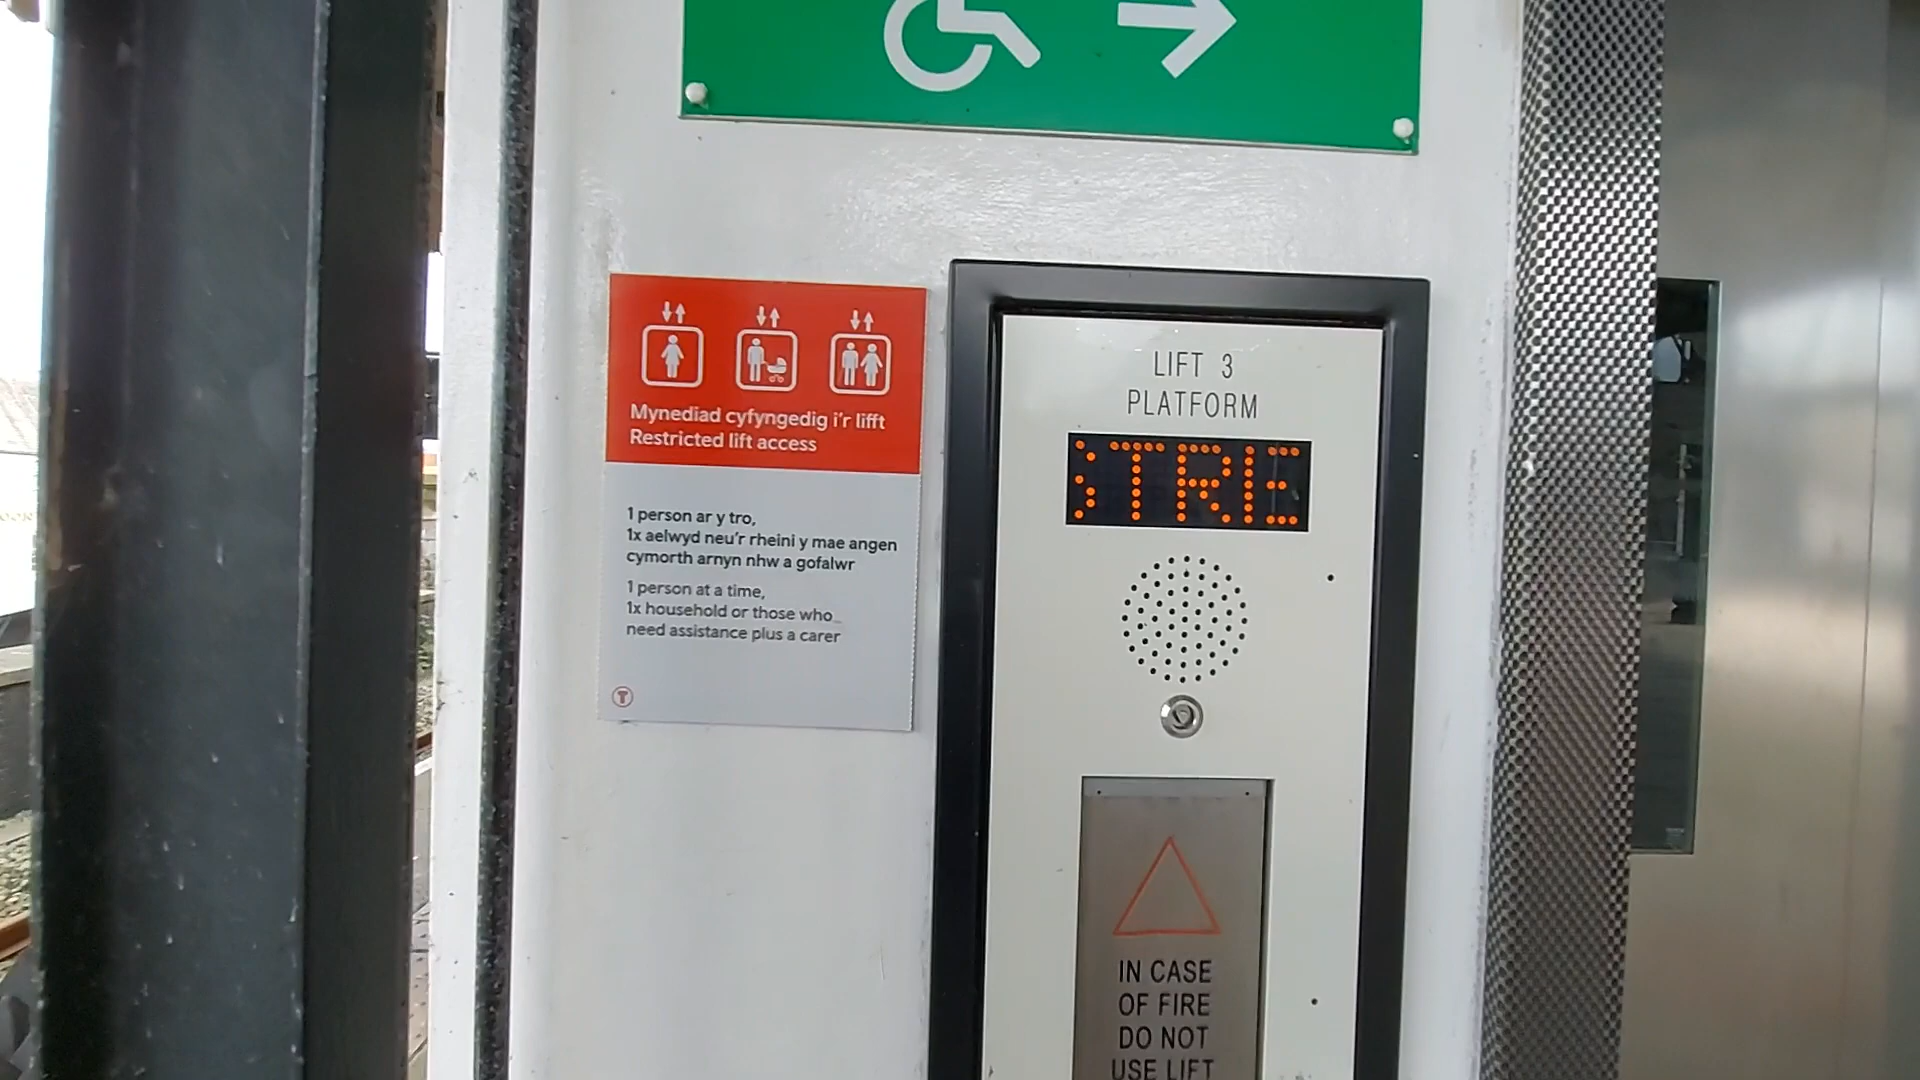 Mynediad cyfyngedig i'r lifft
Restricted lift access
1 person ar y tro,
1x aelwyd neu'r rheini y mae angen
cymorth arnyn nhw a gofalwr
1 person at a time,
1x household or those who
need assistance plus a carer
T
LIFT 3
PLATFORM
STRE
IN CASE
OF FIRE
DO NOT
USE LIFT